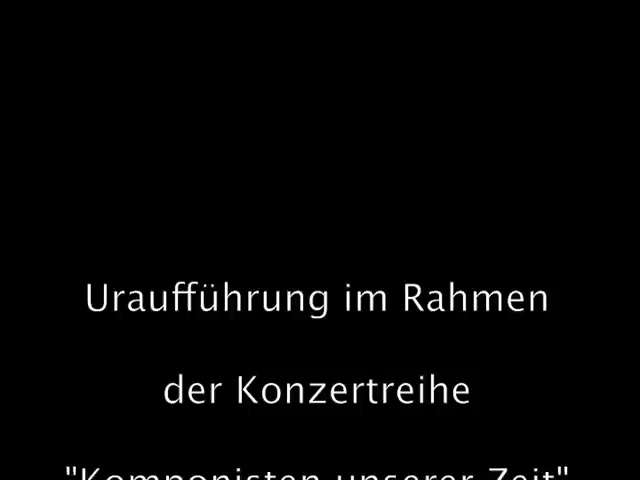 Uraufführung im Rahmen
der Konzertreihe
"Komponisten unserer Zeit"